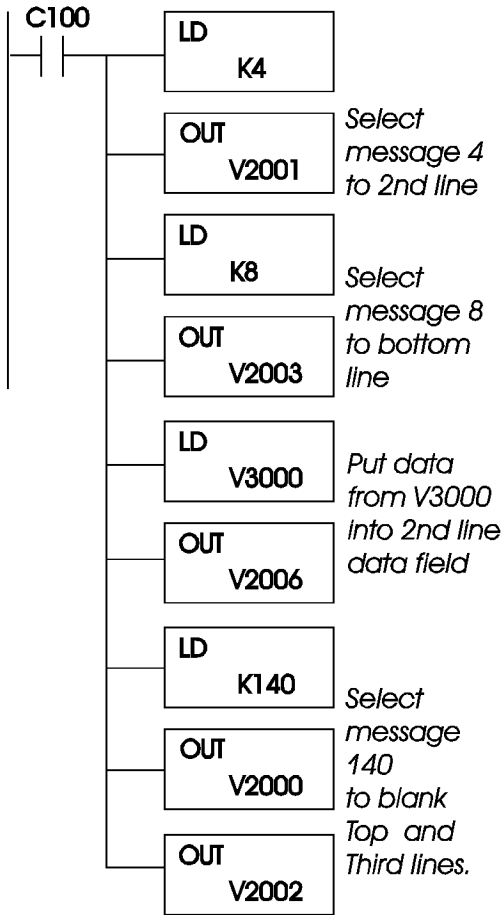 C100
LD
K4
OUT
V2001
Select
message 4
to 2nd line
LD
K8
OUT
V2003
Select
message 8
to bottom
line
LD
V3000
OUT
V2006
Put data
from V3000
into 2nd line
data field
LD
K140
OUT
V2000
OUT
V2002
Select
message
140
to blank
Top and
Third lines.